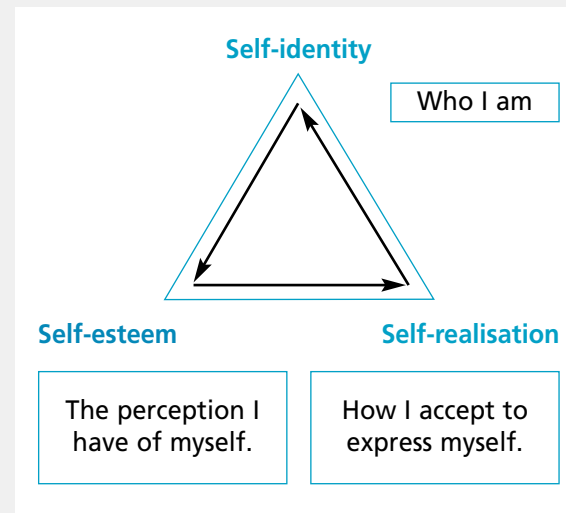 Self-identity
Who I am
Self-esteem
Self-realisation
The perception I
have of myself.
How I accept to
express myself.